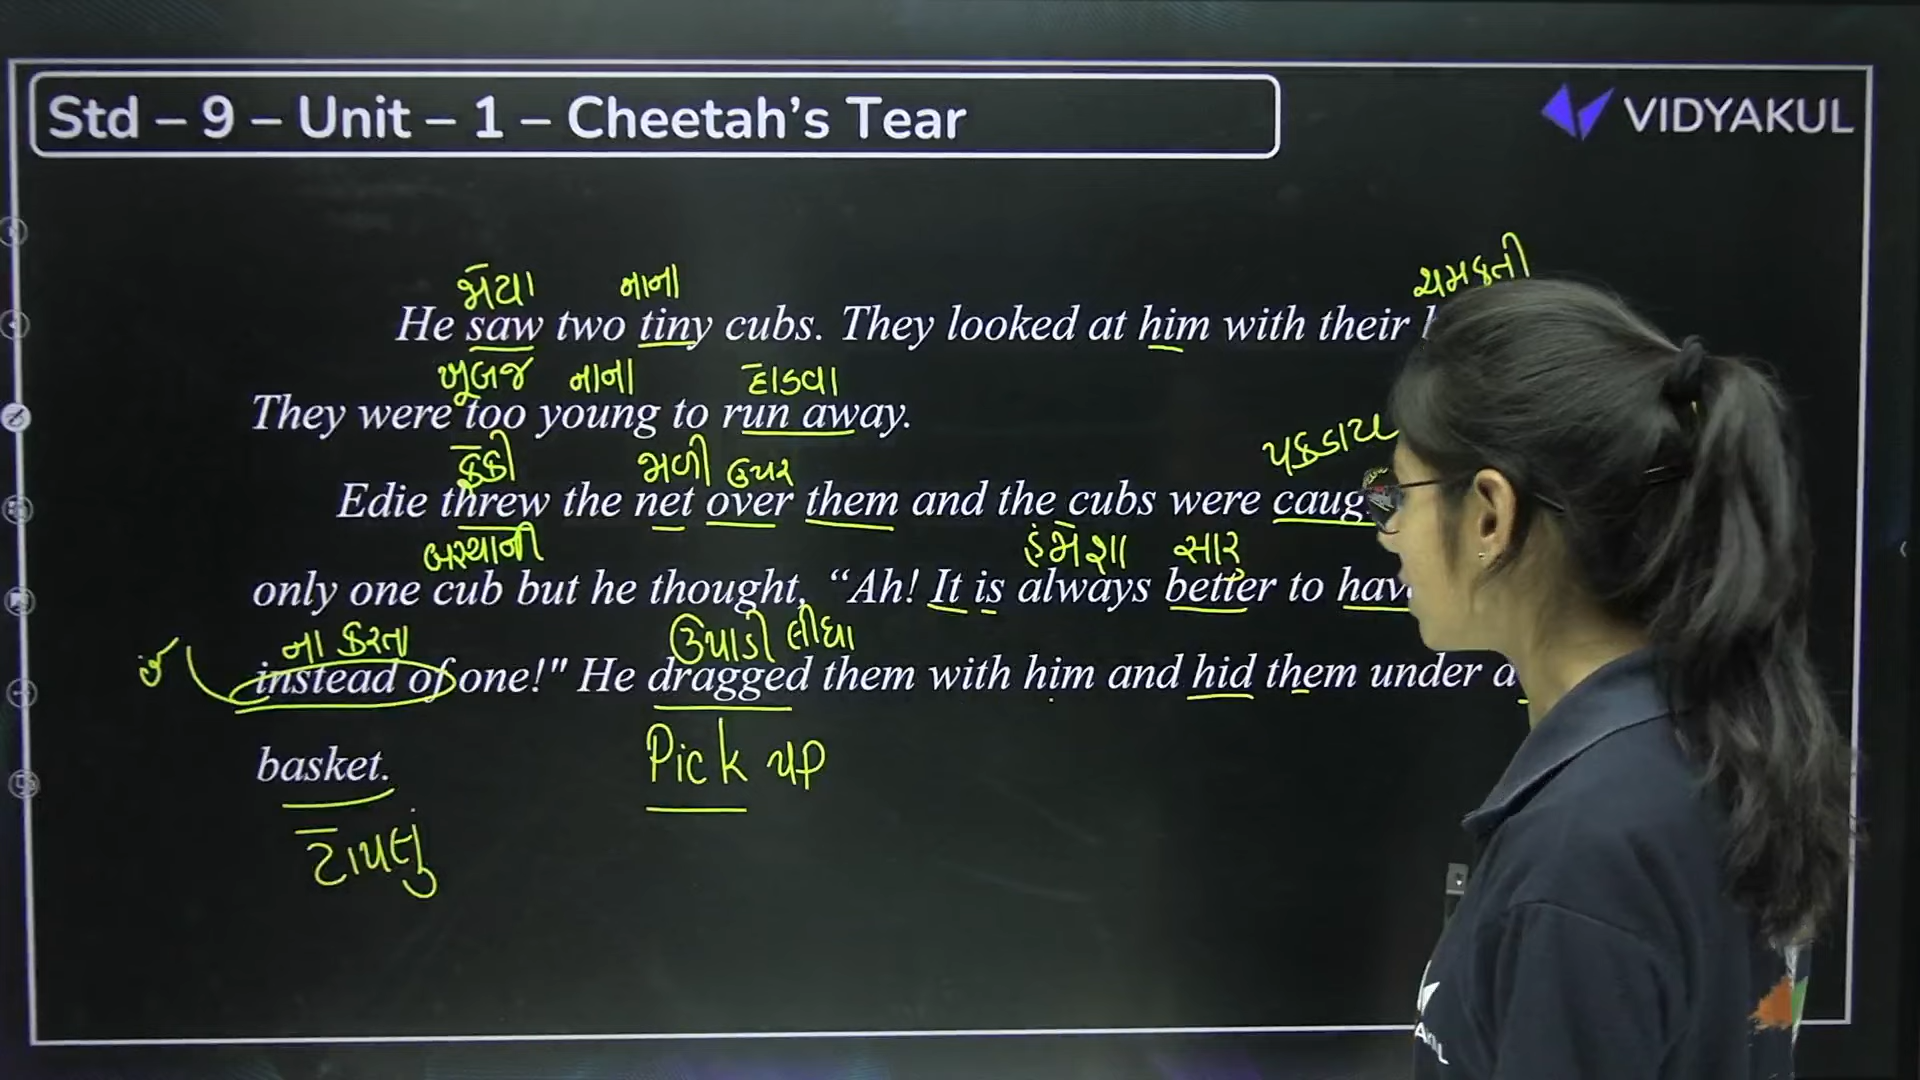 Std – 9 – Unit – 1 – Cheetah's Tear
VIDYAKUL
નાના ચમકતી
He saw two tiny cubs. They looked at him with their
ખૂબજ નાના દોડવા
They were too young to run away.
ફેંકી જાળી ઉપર પકડાય
Edie threw the net over them and the cubs were
બચ્ચાની હંમેશા સારુ
only one cub but he thought, “Ah! It is always better to
ના કરતા ઉપાડી લીધા
instead of one!" He dragged them with him and hid them under a
basket. Pick up
ટોપલું